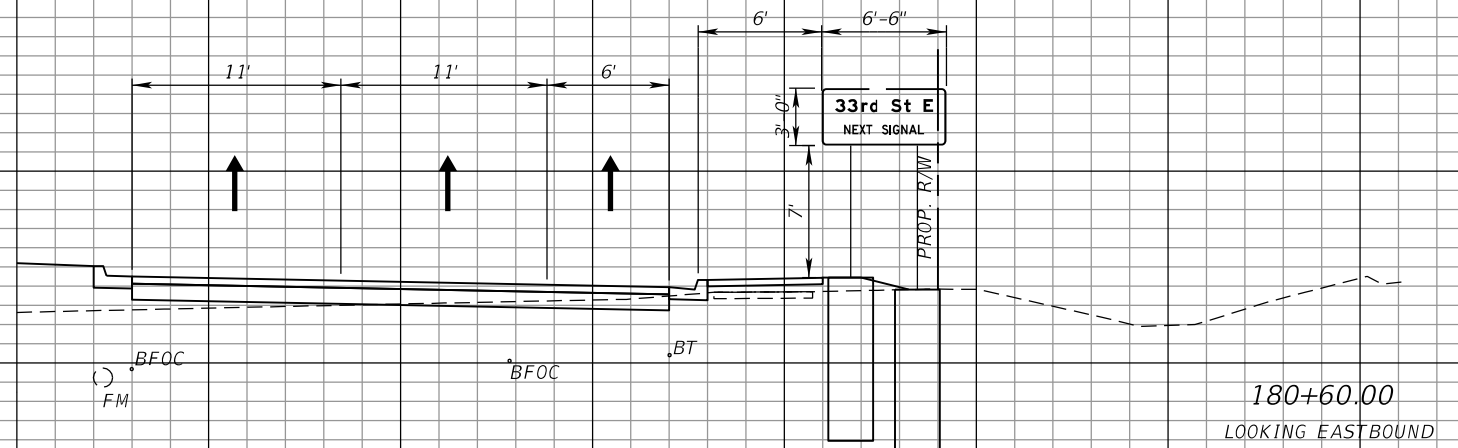 6' 6'-6"
11' 11' 6'
3'-0"
33rd St E
NEXT SIGNAL
7'
PROP. R/W
BFOC
BFOC
BT
FM
180+60.00
LOOKING EASTBOUND